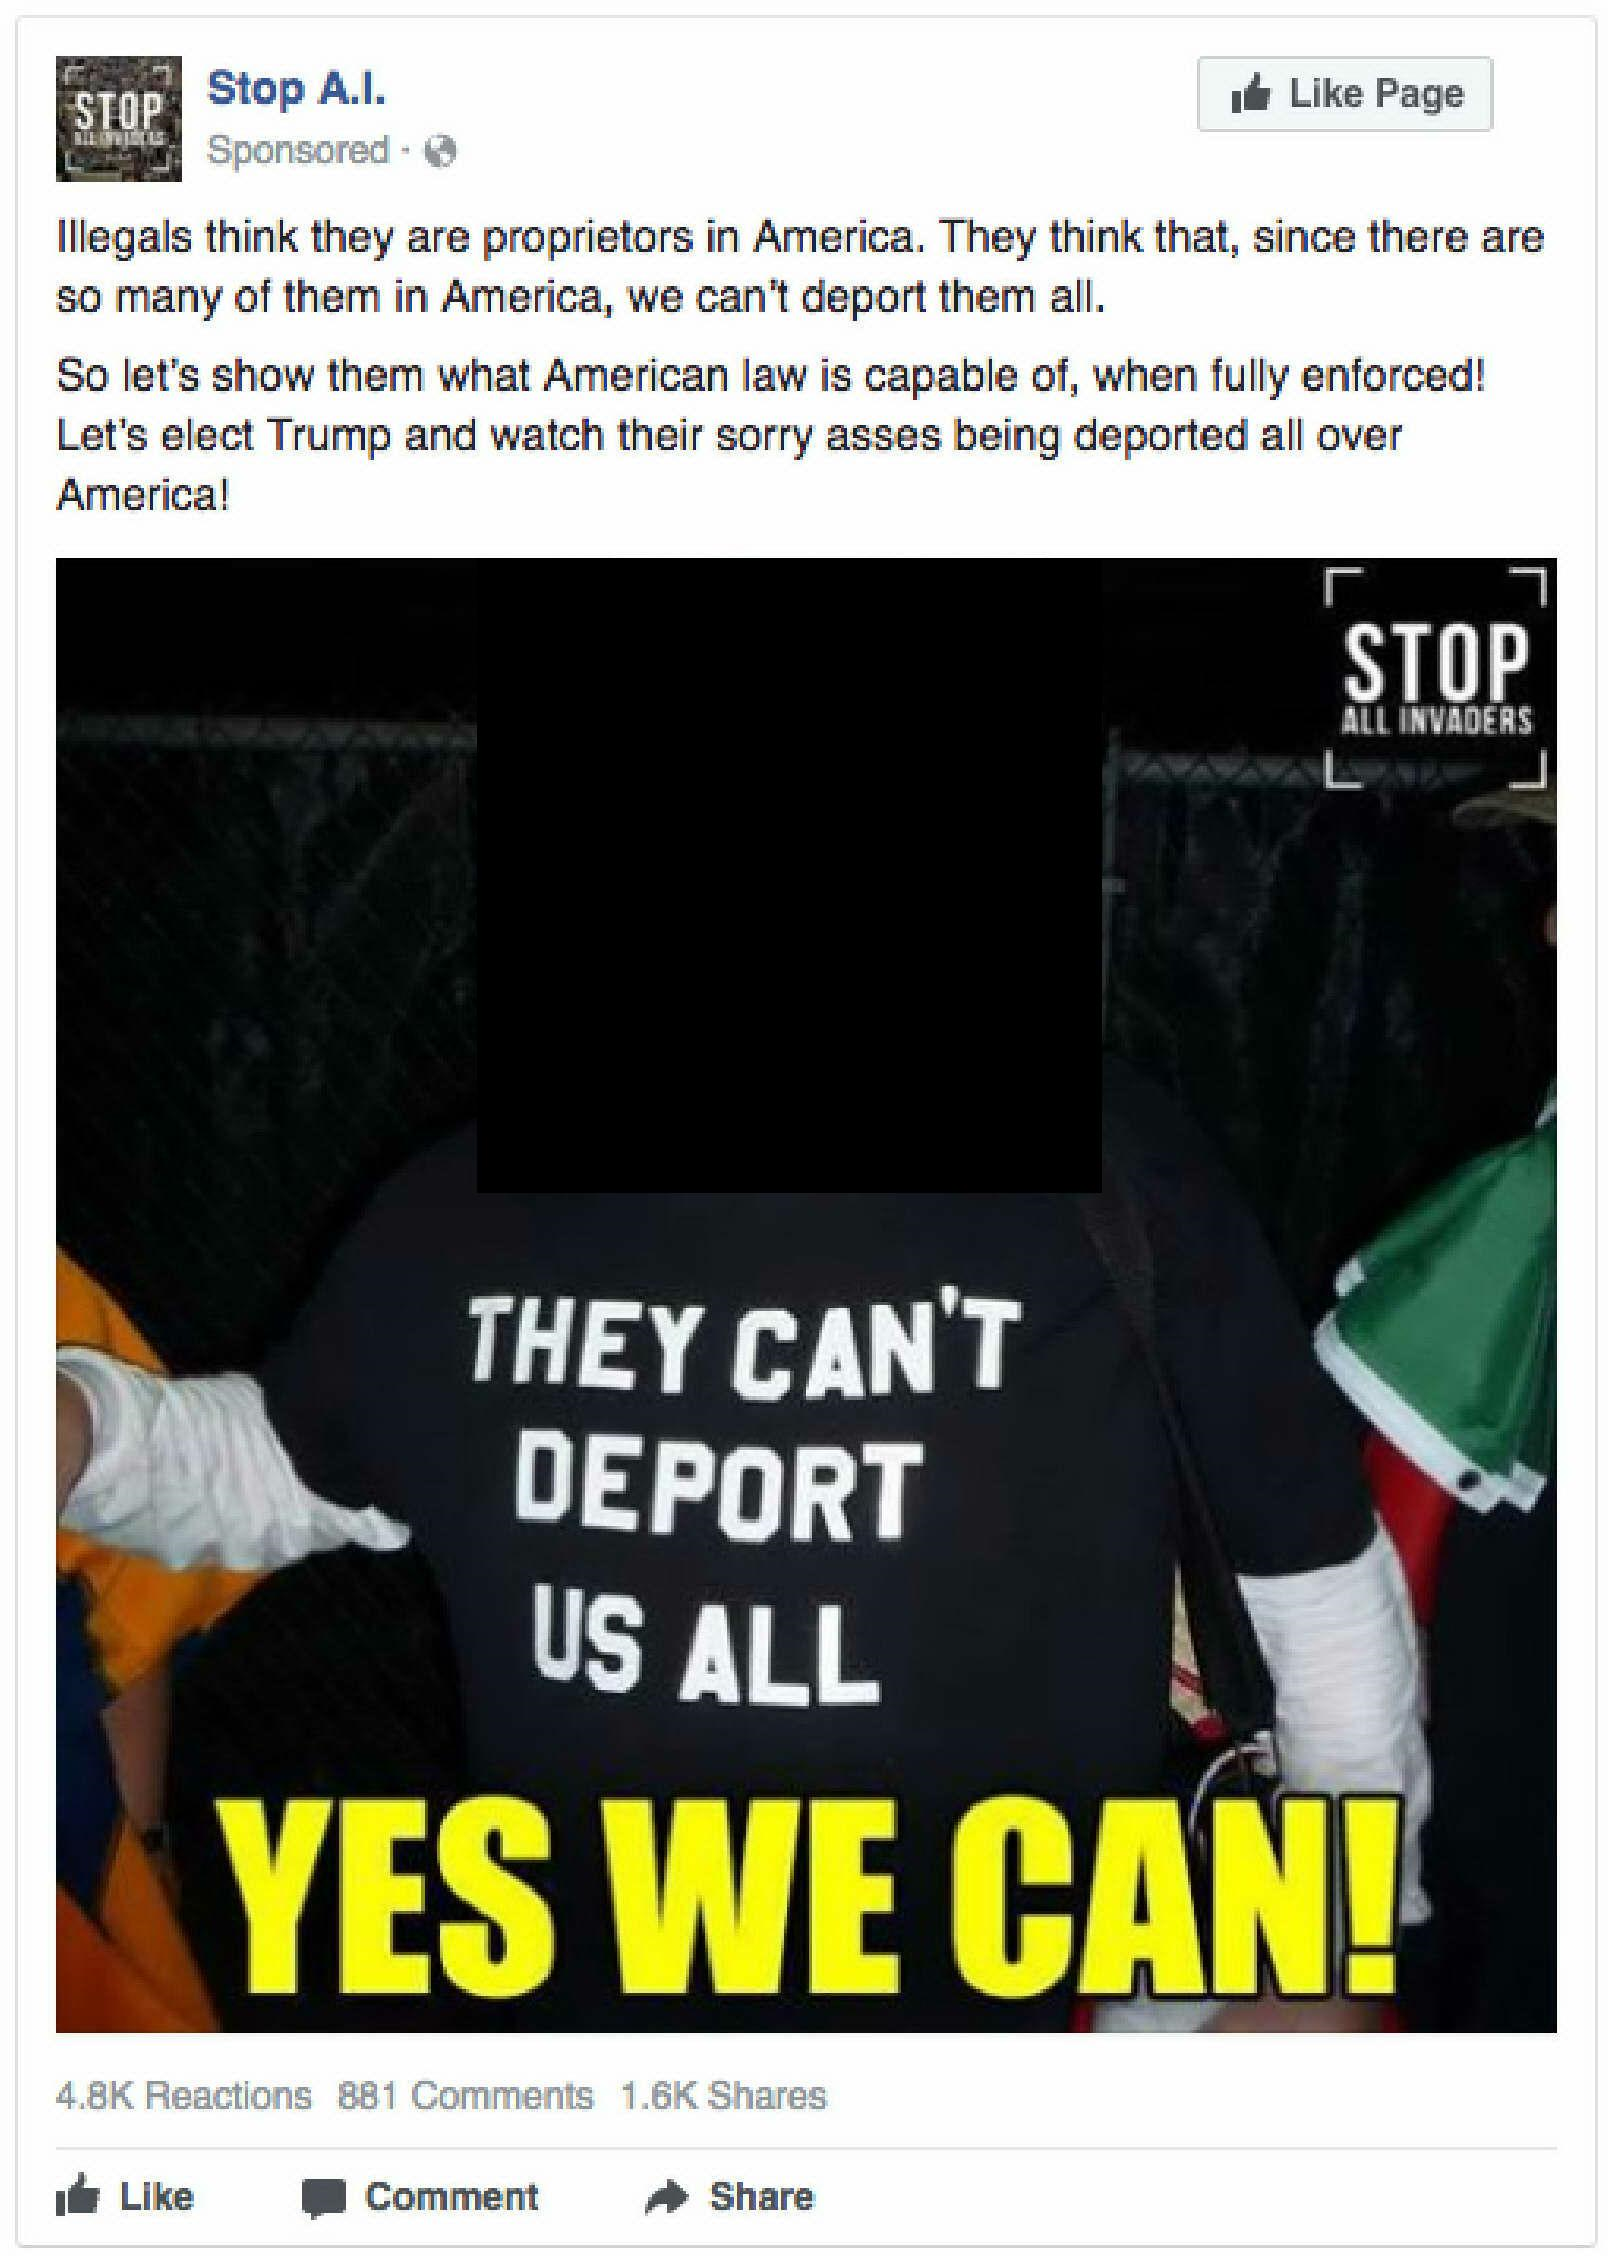 STOP
ALL INVADERS
Stop A.I.
Sponsored ·
Like Page
Illegals think they are proprietors in America. They think that, since there are
so many of them in America, we can't deport them all.
So let's show them what American law is capable of, when fully enforced!
Let's elect Trump and watch their sorry asses being deported all over
America!
STOP
ALL INVADERS
THEY CAN'T
DEPORT
US ALL
YES WE CAN!
4.8K Reactions 881 Comments 1.6K Shares
Like Comment Share